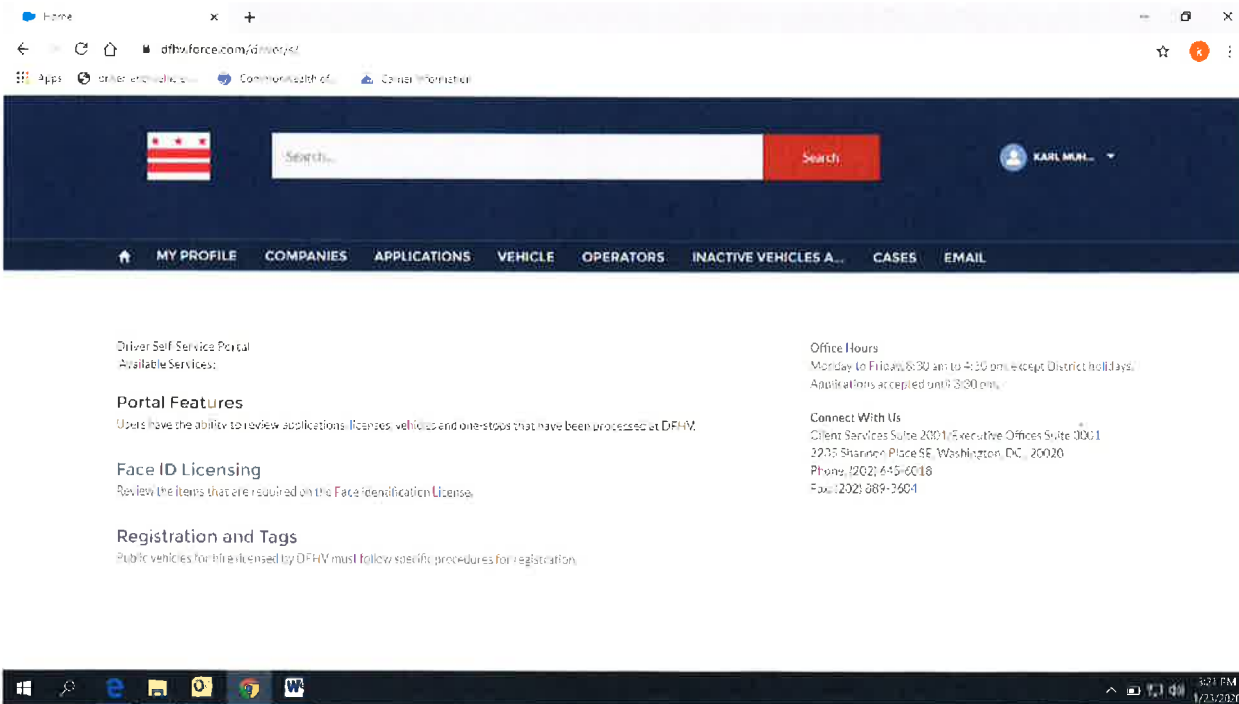 Home
dfhv.force.com/driver/s/
Apps
Commonwealth of...
Carrier Information
Search...
Search
KARL MUH...
MY PROFILE
COMPANIES
APPLICATIONS
VEHICLE
OPERATORS
INACTIVE VEHICLES A...
CASES
EMAIL
Driver Self-Service Portal
Available Services:
Portal Features
Users have the ability to review applications, licenses, vehicles and one-stops that have been processed at DFHV.
Face ID Licensing
Review the items that are required on the Face Identification License.
Registration and Tags
Public vehicles for hire licensed by DFHV must follow specific procedures for registration.
Office Hours
Monday to Friday, 8:30 am to 4:30 pm, except District holidays.
Applications accepted until 3:30 pm.
Connect With Us
Client Services Suite 2001/Executive Offices Suite 3001
2235 Shannon Place SE, Washington, DC, 20020
Phone: (202) 645-6018
Fax: (202) 889-3604
3:21 PM
1/23/2020